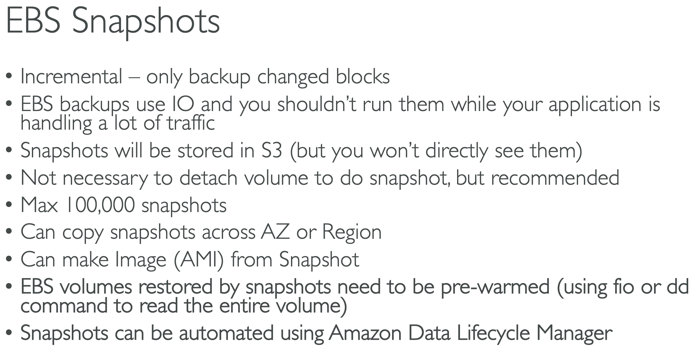 EBS Snapshots
• Incremental – only backup changed blocks
• EBS backups use IO and you shouldn't run them while your application is
handling a lot of traffic
• Snapshots will be stored in S3 (but you won't directly see them)
• Not necessary to detach volume to do snapshot, but recommended
• Max 100,000 snapshots
• Can copy snapshots across AZ or Region
• Can make Image (AMI) from Snapshot
• EBS volumes restored by snapshots need to be pre-warmed (using fio or dd
command to read the entire volume)
• Snapshots can be automated using Amazon Data Lifecycle Manager